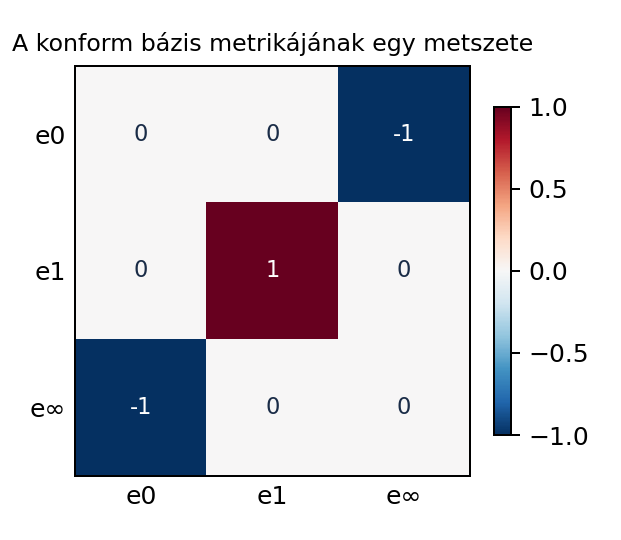 A konform bázis metrikájának egy metszete
e0 0 0 -1
e1 0 1 0
e∞ -1 0 0
e0 e1 e∞
1.0
0.5
0.0
−0.5
−1.0